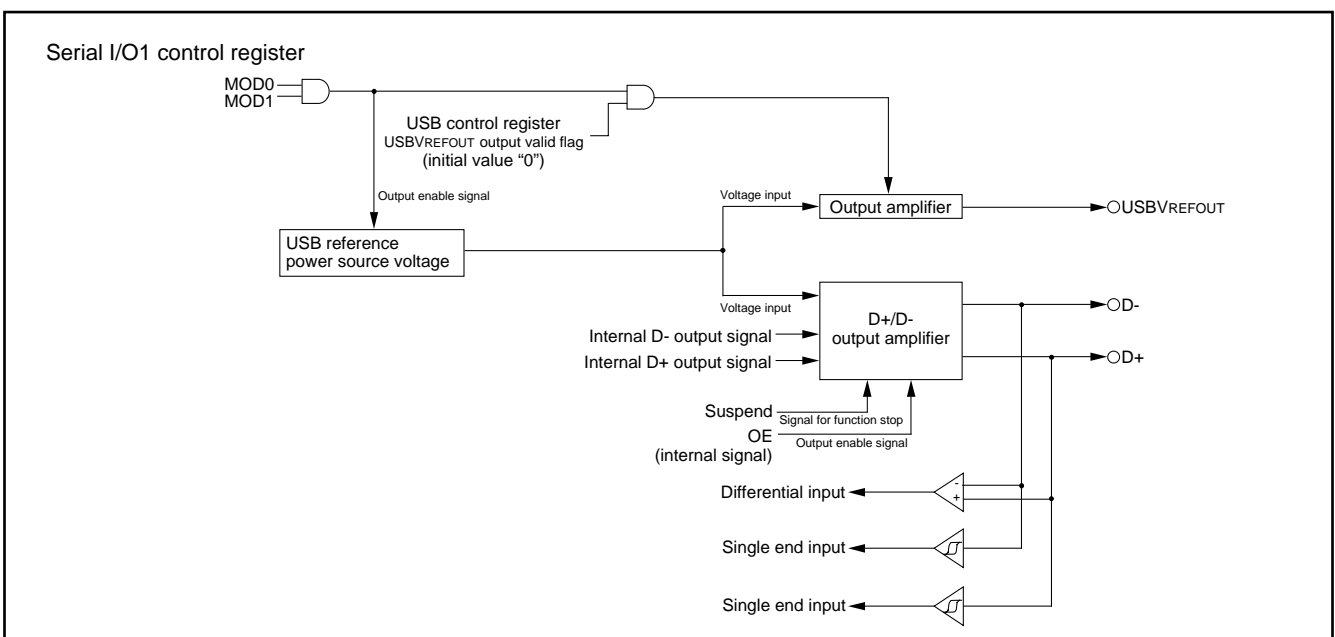 Serial I/O1 control register
MOD0
MOD1
USB control register
USBVREFOUT output valid flag
(initial value “0”)
Output enable signal
Voltage input
Output amplifier
USBVREFOUT
USB reference
power source voltage
Voltage input
D+/D-
output amplifier
D-
Internal D- output signal
Internal D+ output signal
D+
Suspend
Signal for function stop
OE
Output enable signal
(internal signal)
Differential input
-
+
Single end input
Single end input